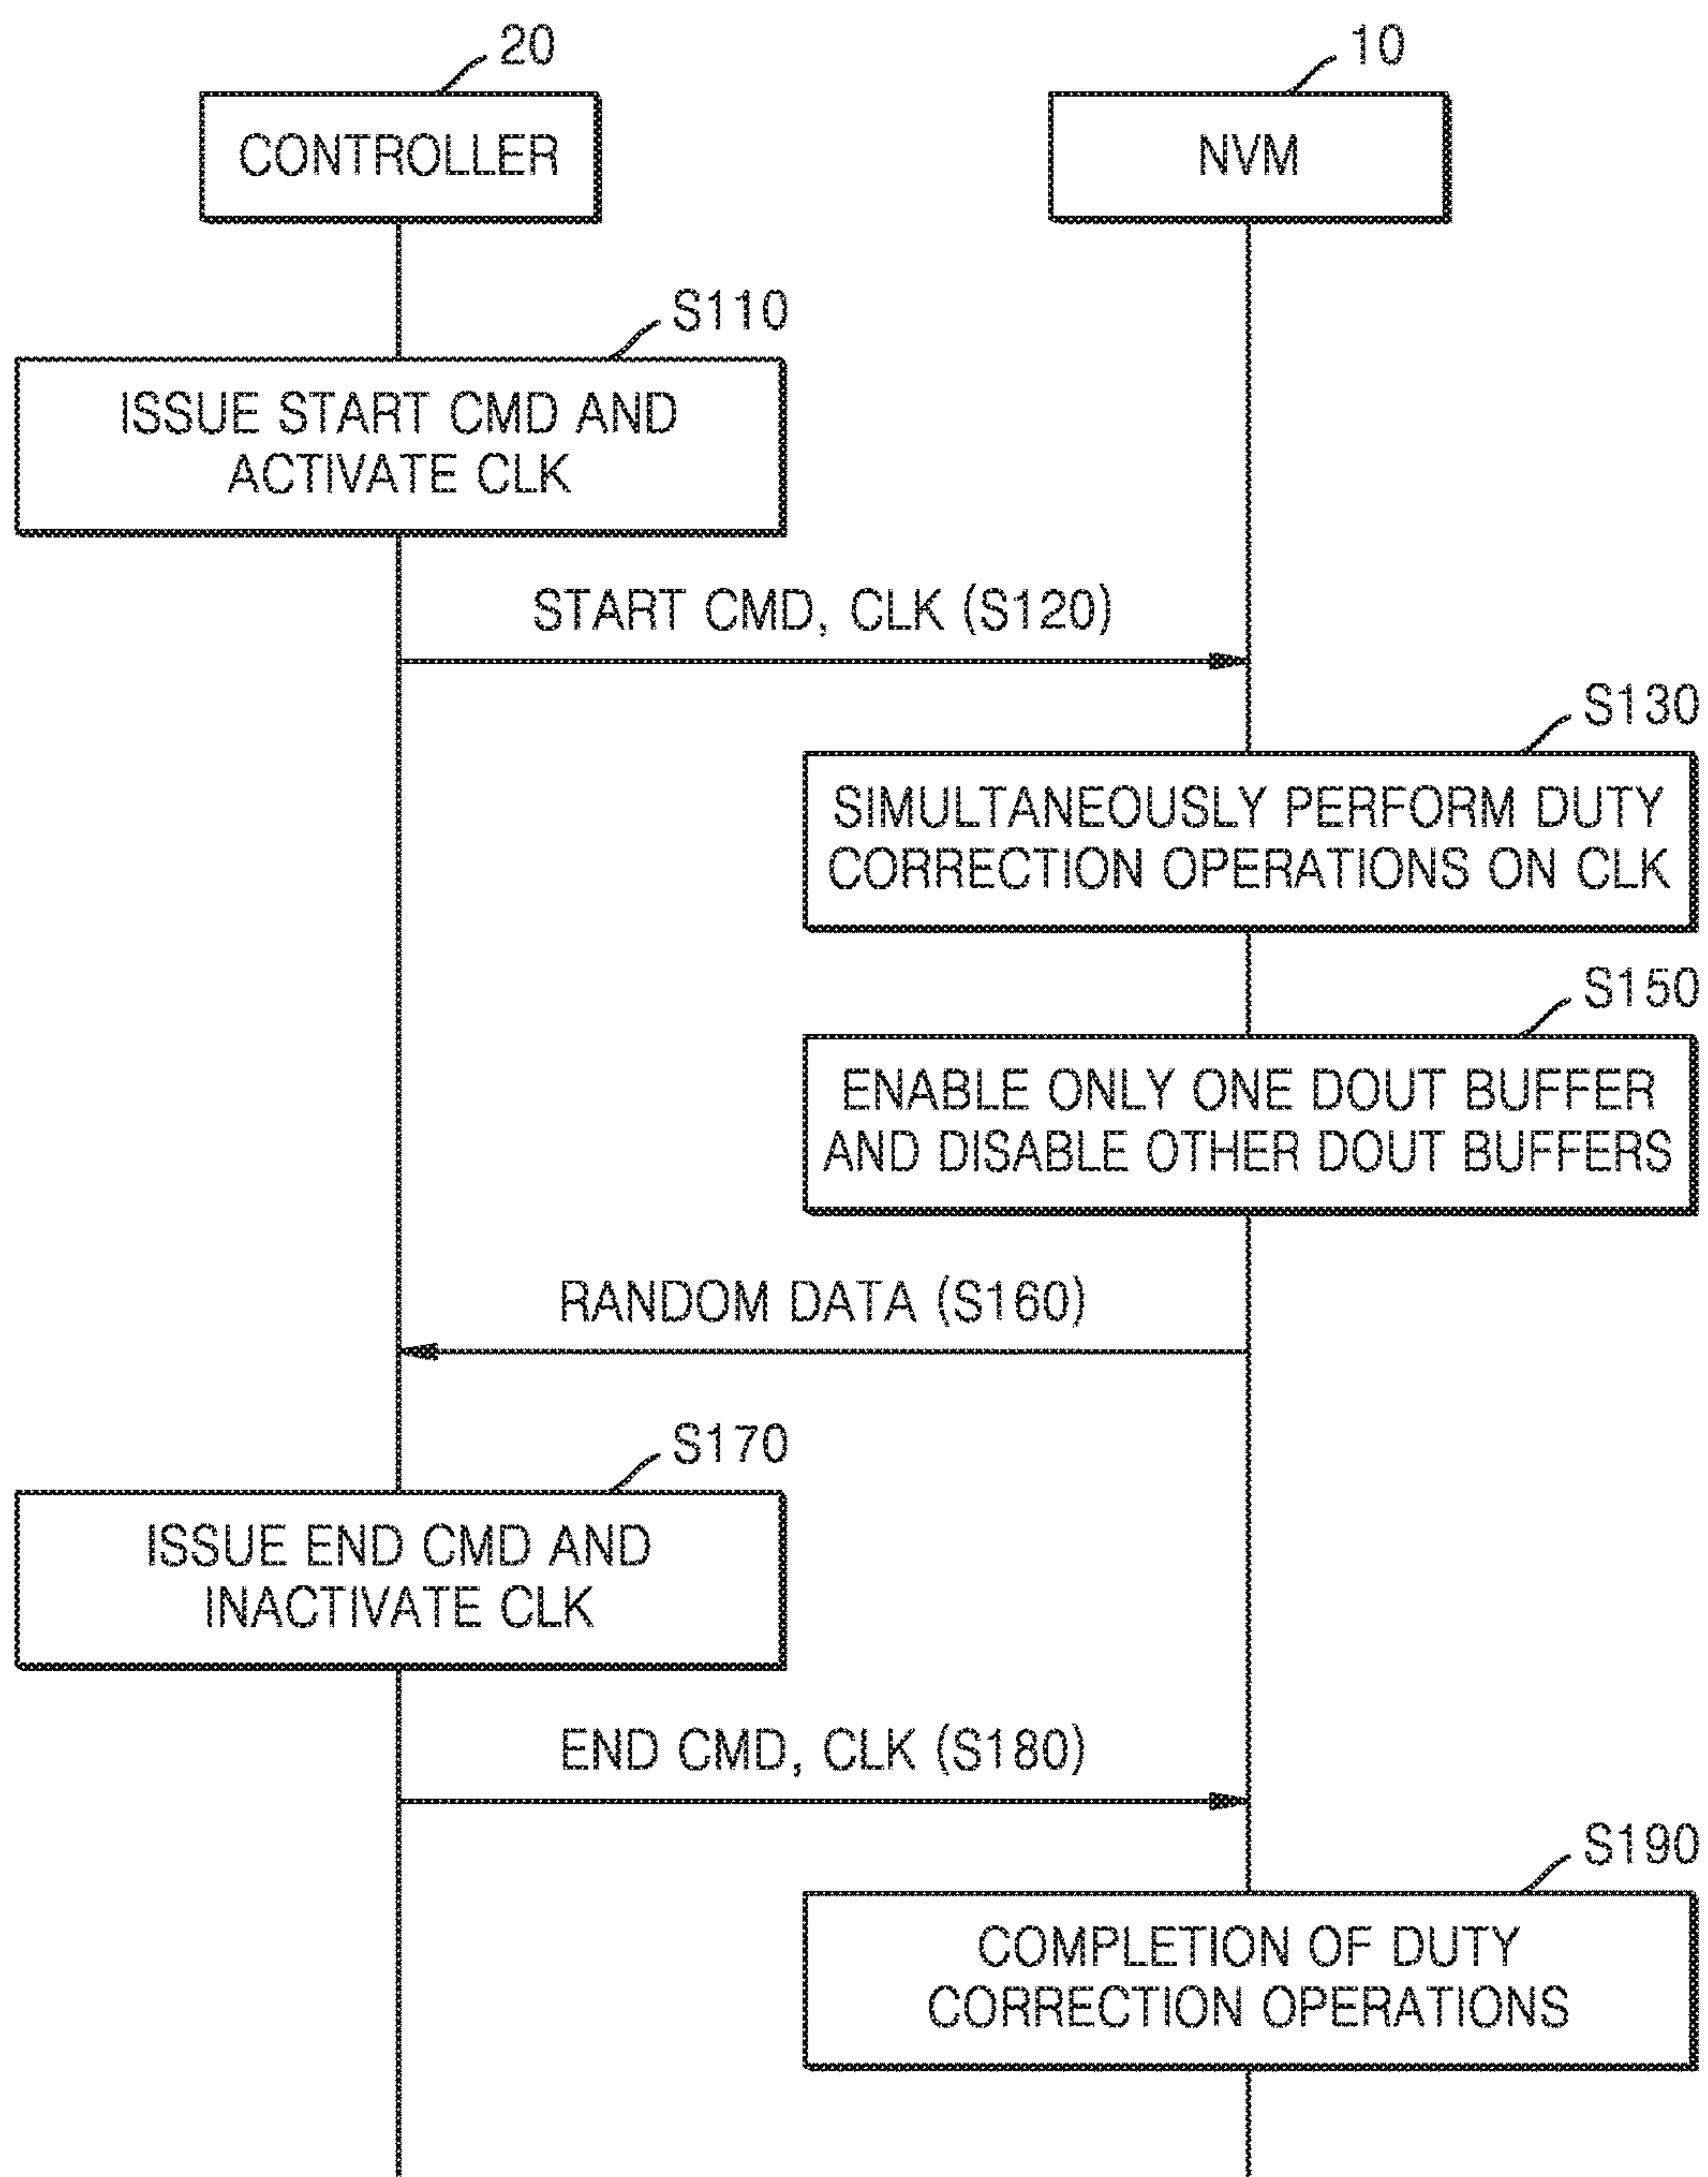 20
10
CONTROLLER
NVM
S110
ISSUE START CMD AND
ACTIVATE CLK
START CMD, CLK (S120)
S130
SIMULTANEOUSLY PERFORM DUTY
CORRECTION OPERATIONS ON CLK
S150
ENABLE ONLY ONE DOUT BUFFER
AND DISABLE OTHER DOUT BUFFERS
RANDOM DATA (S160)
S170
ISSUE END CMD AND
INACTIVATE CLK
END CMD, CLK (S180)
S190
COMPLETION OF DUTY
CORRECTION OPERATIONS